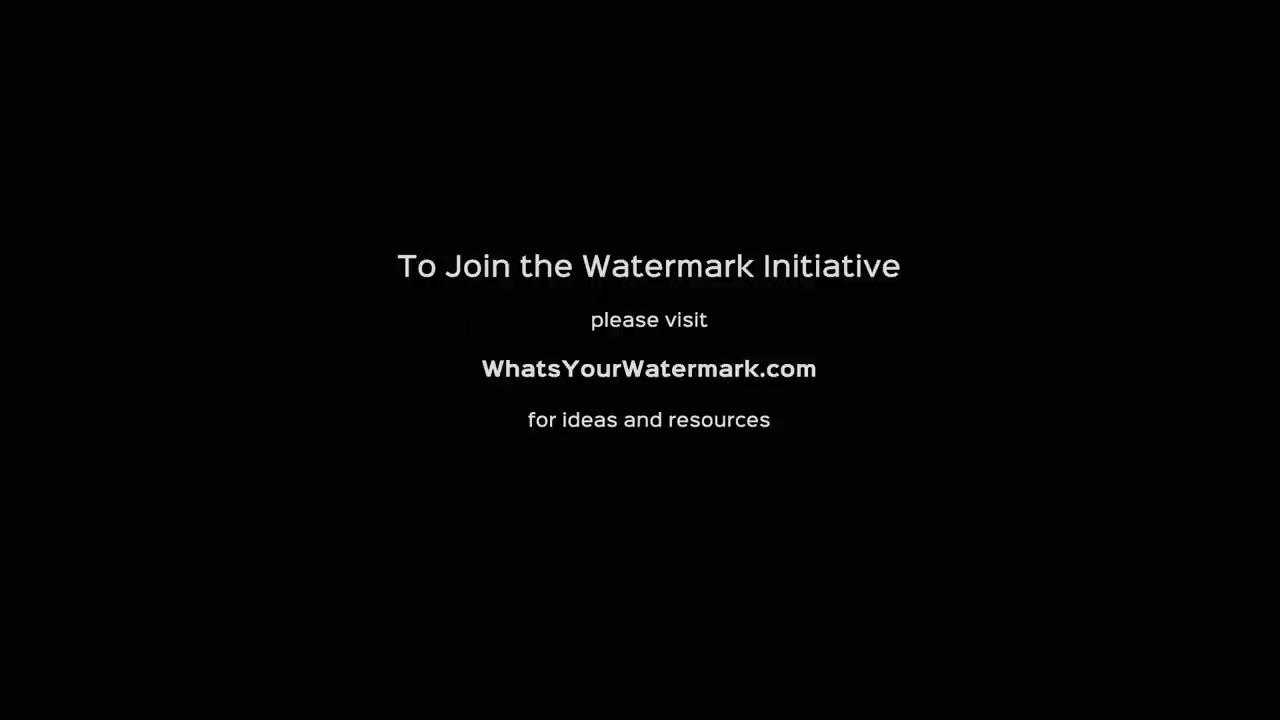 To Join the Watermark Initiative
please visit
WhatsYourWatermark.com
for ideas and resources